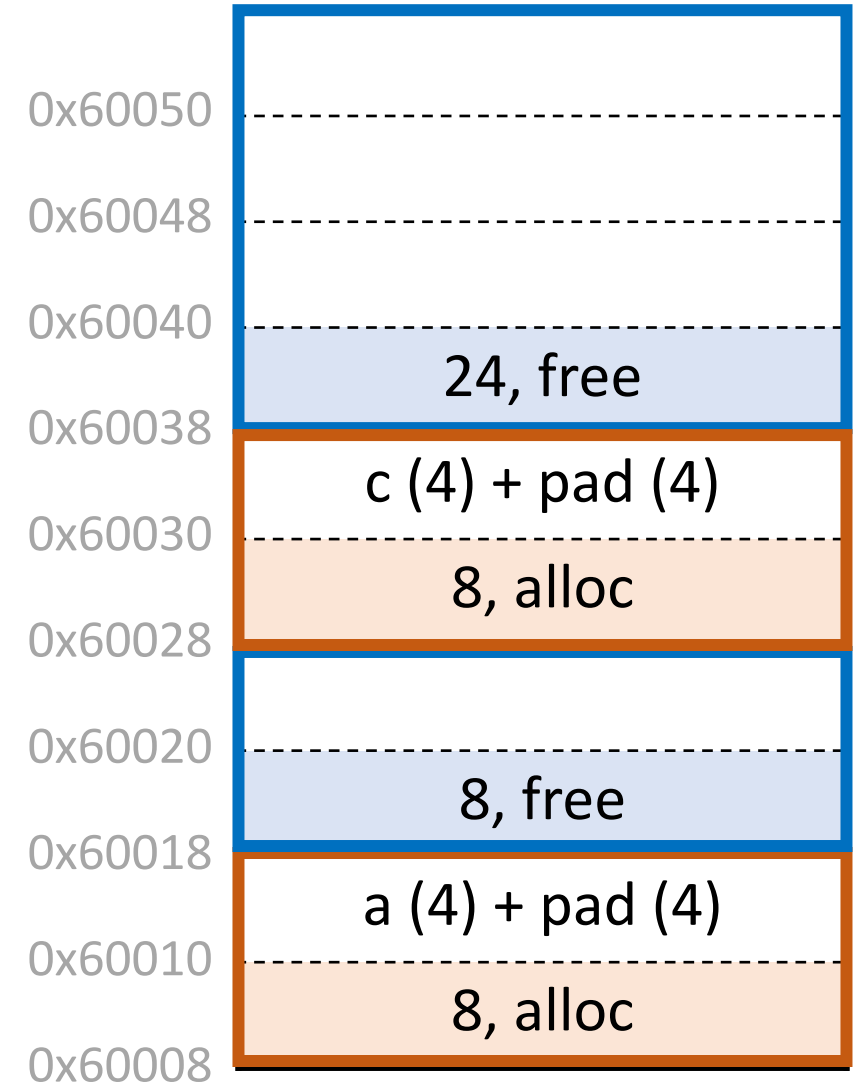 0x60050
0x60048
0x60040
24, free
0x60038
c (4) + pad (4)
0x60030
8, alloc
0x60028
0x60020
8, free
0x60018
a (4) + pad (4)
0x60010
8, alloc
0x60008